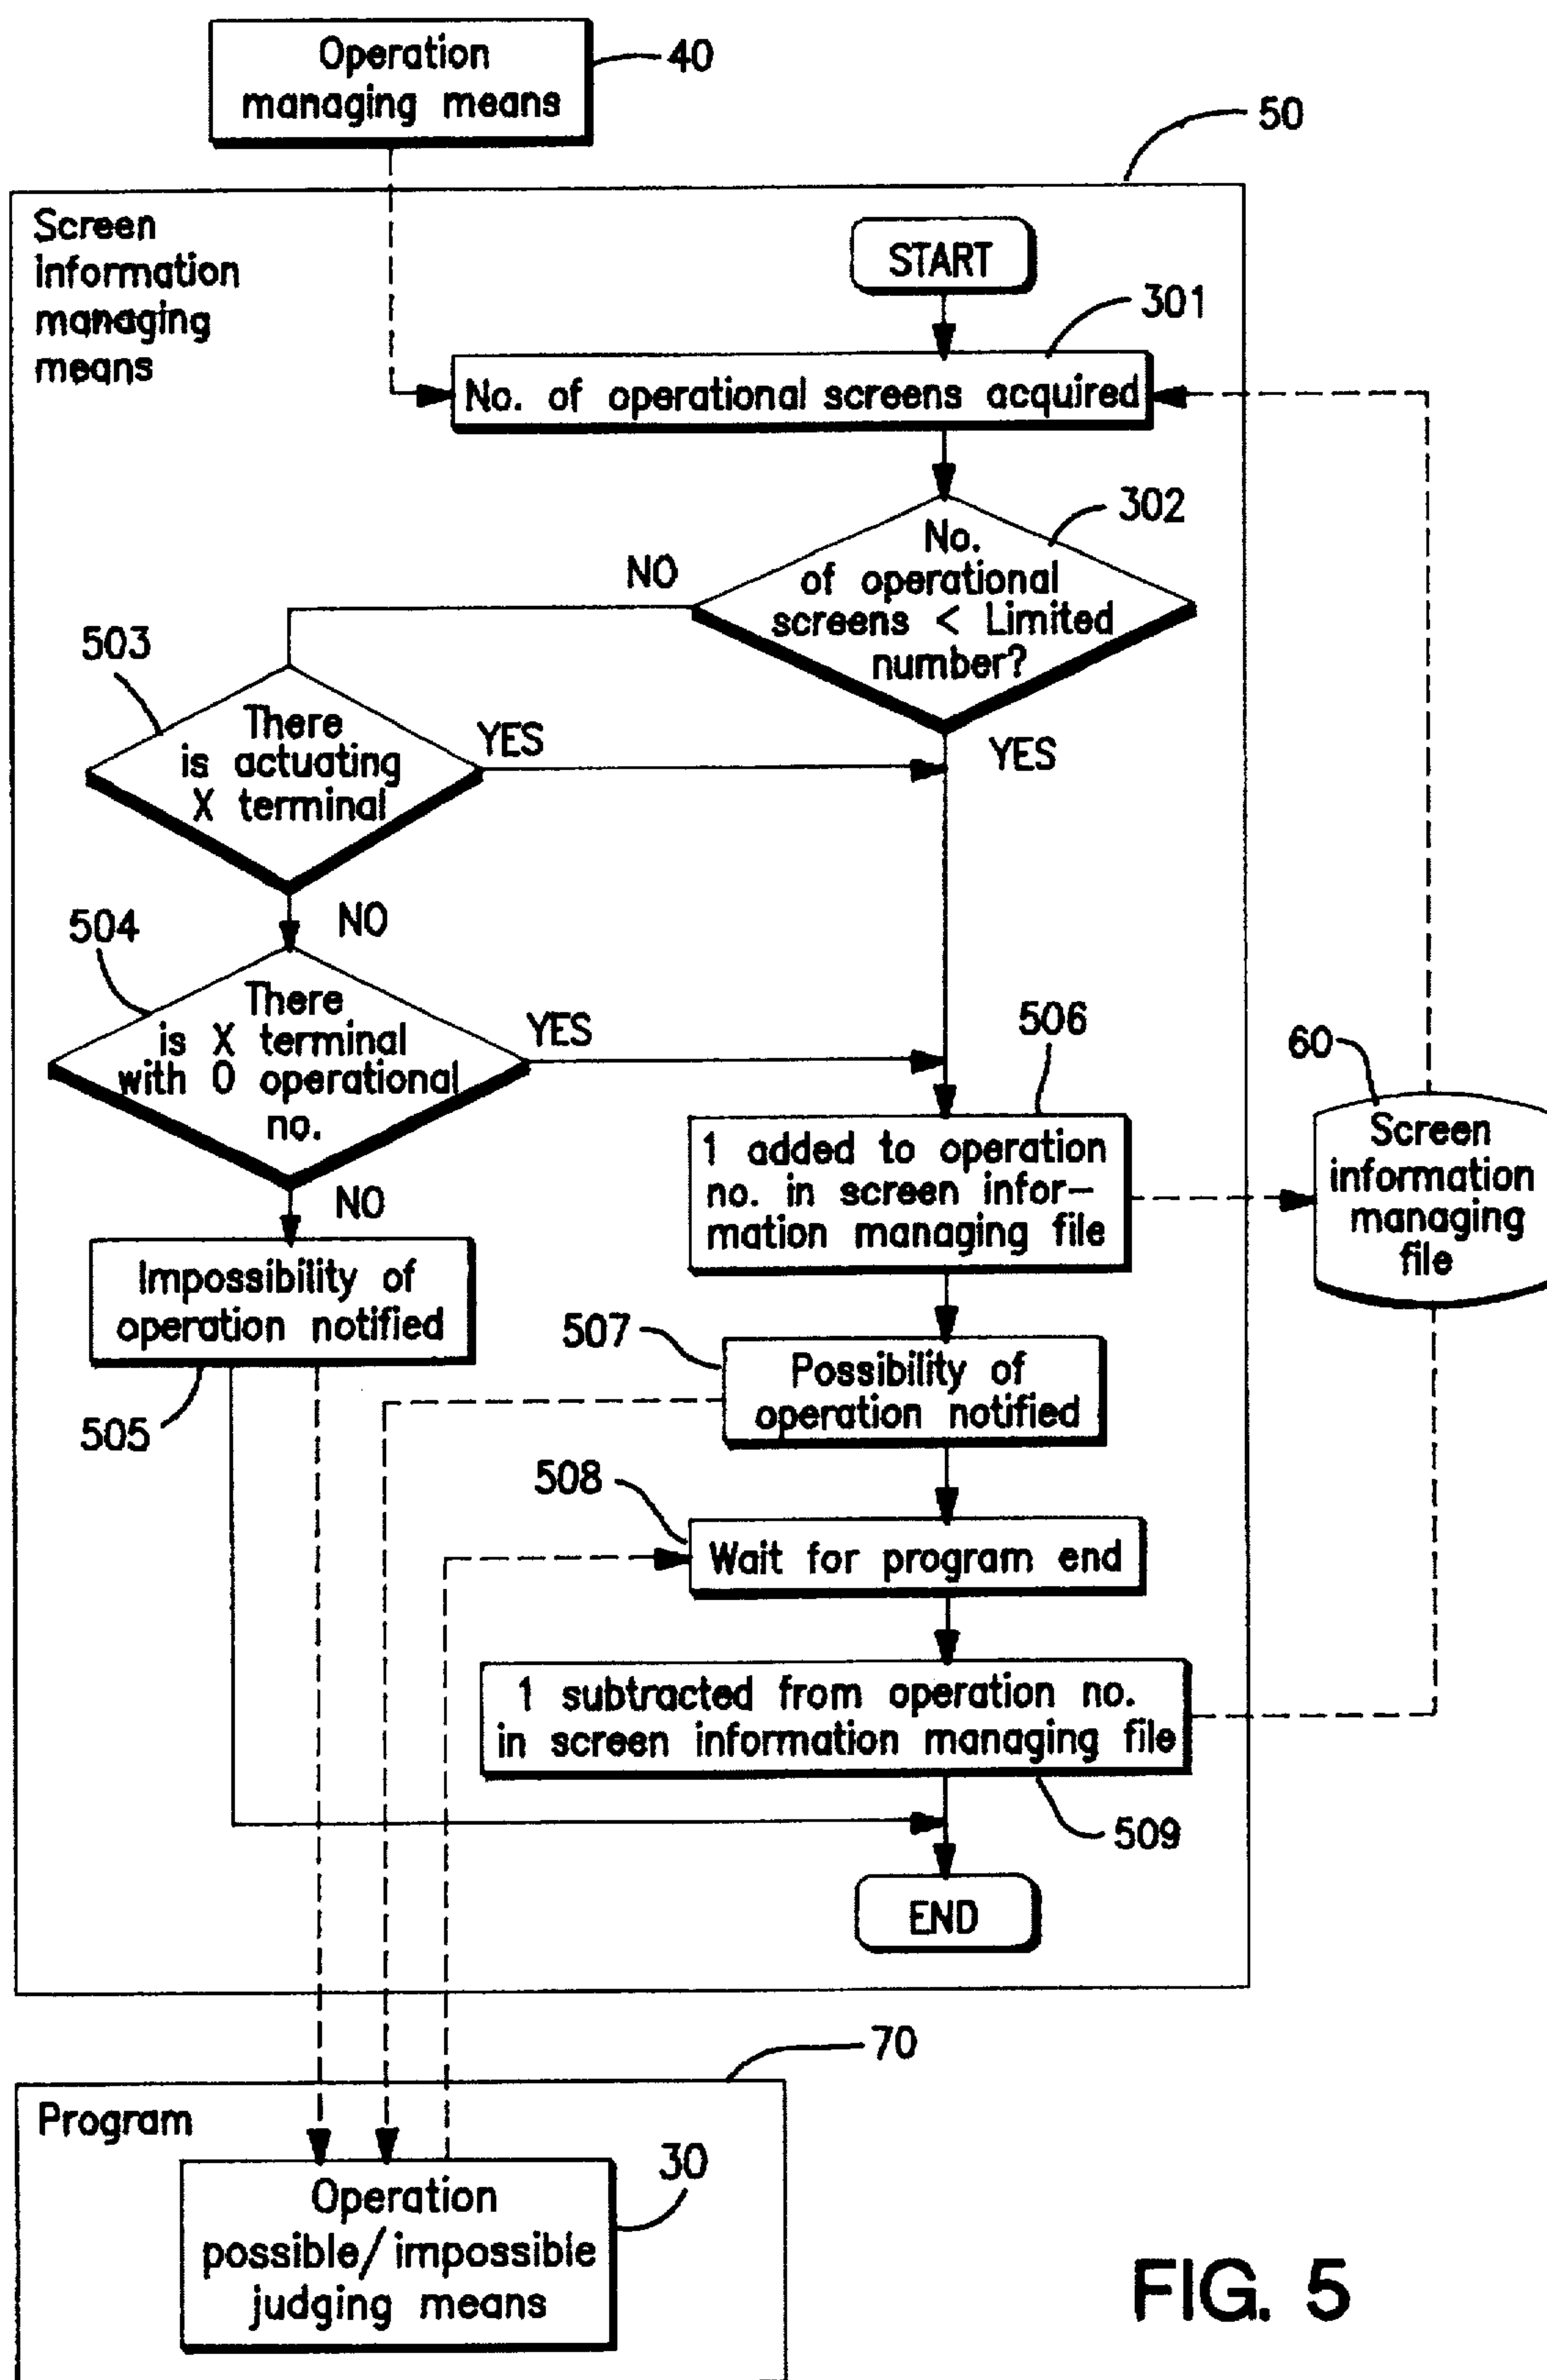 Operation
managing means
40
50
Screen
information
managing
means
START
301
No. of operational screens acquired
302
No.
of operational
screens < Limited
number?
NO
YES
503
There
is actuating
X terminal
YES
NO
504
There
is X terminal
with 0 operational
no.
YES
NO
506
1 added to operation
no. in screen infor-
mation managing file
60
Screen
information
managing
file
Impossibility of
operation notified
505
507
Possibility of
operation notified
508
Wait for program end
1 subtracted from operation no.
in screen information managing file
509
END
70
Program
30
Operation
possible/impossible
judging means
FIG. 5